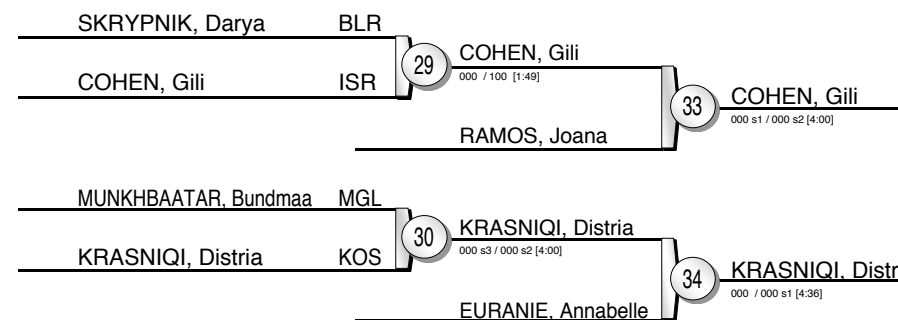 SKRYPNIK, Darya BLR
COHEN, Gili ISR
29
COHEN, Gili
000 / 100 [1:49]
RAMOS, Joana
33
COHEN, Gili
000 s1 / 000 s2 [4:00]
MUNKHBAATAR, Bundmaa MGL
KRASNIQI, Distria KOS
30
KRASNIQI, Distria
000 s3 / 000 s2 [4:00]
EURANIE, Annabelle
34
KRASNIQI, Distr
000 / 000 s1 [4:36]